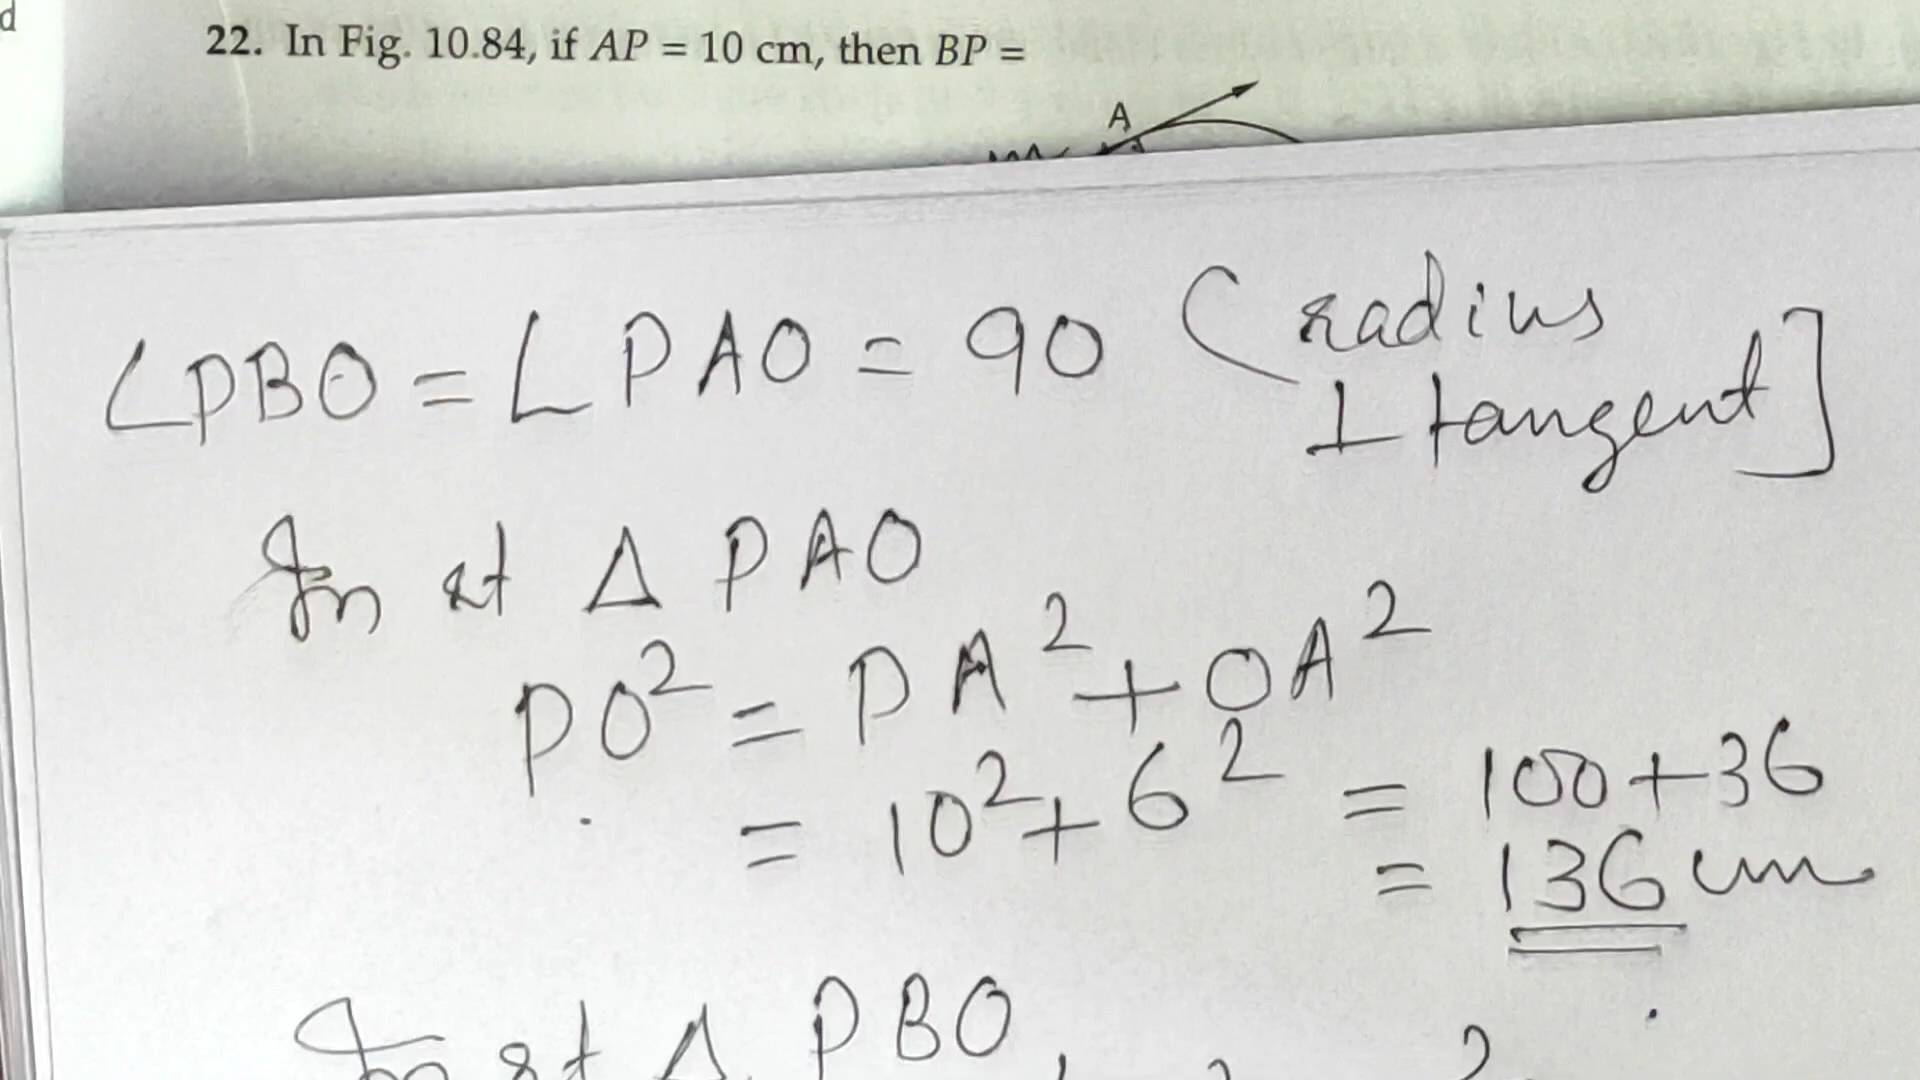 d
22. In Fig. 10.84, if AP = 10 cm, then BP =
A
∠PBO = ∠PAO = 90 (radius
⊥ tangent]
In rt Δ PAO
PO² = PA² + OA²
= 10² + 6² = 100+36
= 136 cm
In rt Δ PBO,